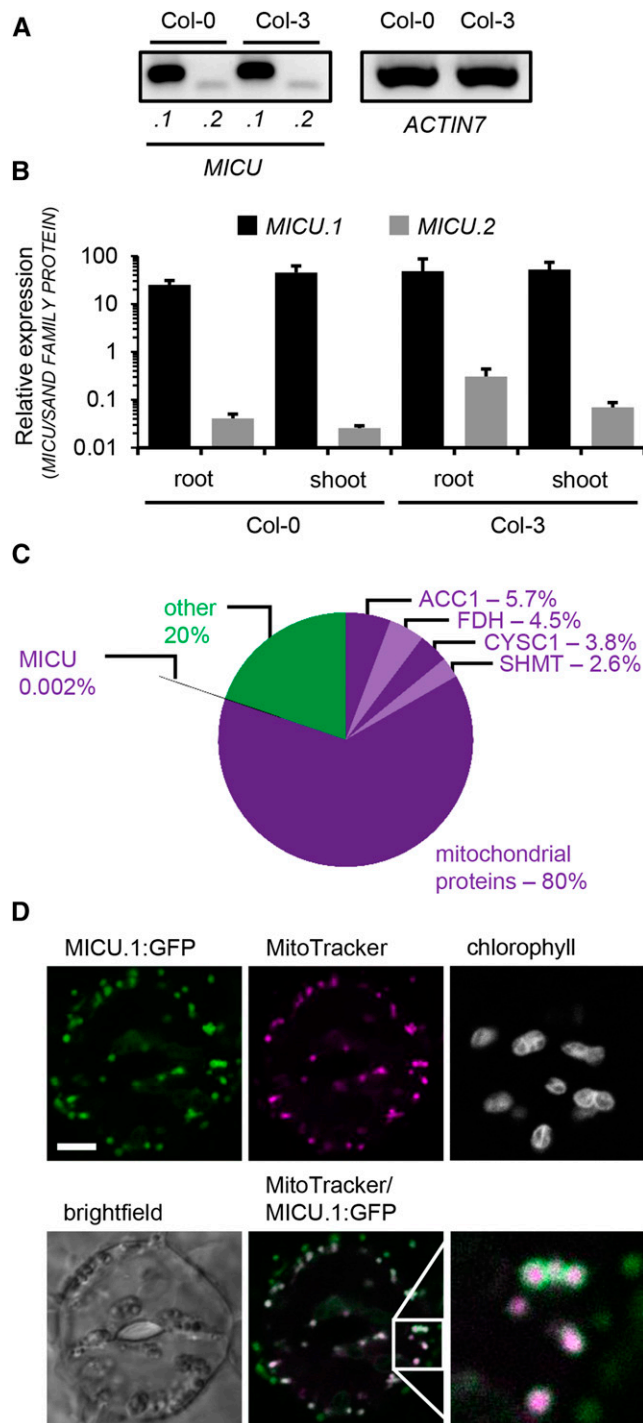 A
Col-0 Col-3 Col-0 Col-3
.1 .2 .1 .2 ACTIN7
MICU
B
MICU.1 MICU.2
Relative expression
(MICU/SAND FAMILY PROTEIN)
100
10
1
0.1
0.01
root shoot root shoot
Col-0 Col-3
C
other
20%
MICU
0.002%
ACC1 – 5.7%
FDH – 4.5%
CYSC1 – 3.8%
SHMT – 2.6%
mitochondrial
proteins – 80%
D
MICU.1:GFP MitoTracker chlorophyll
brightfield
MitoTracker/
MICU.1:GFP